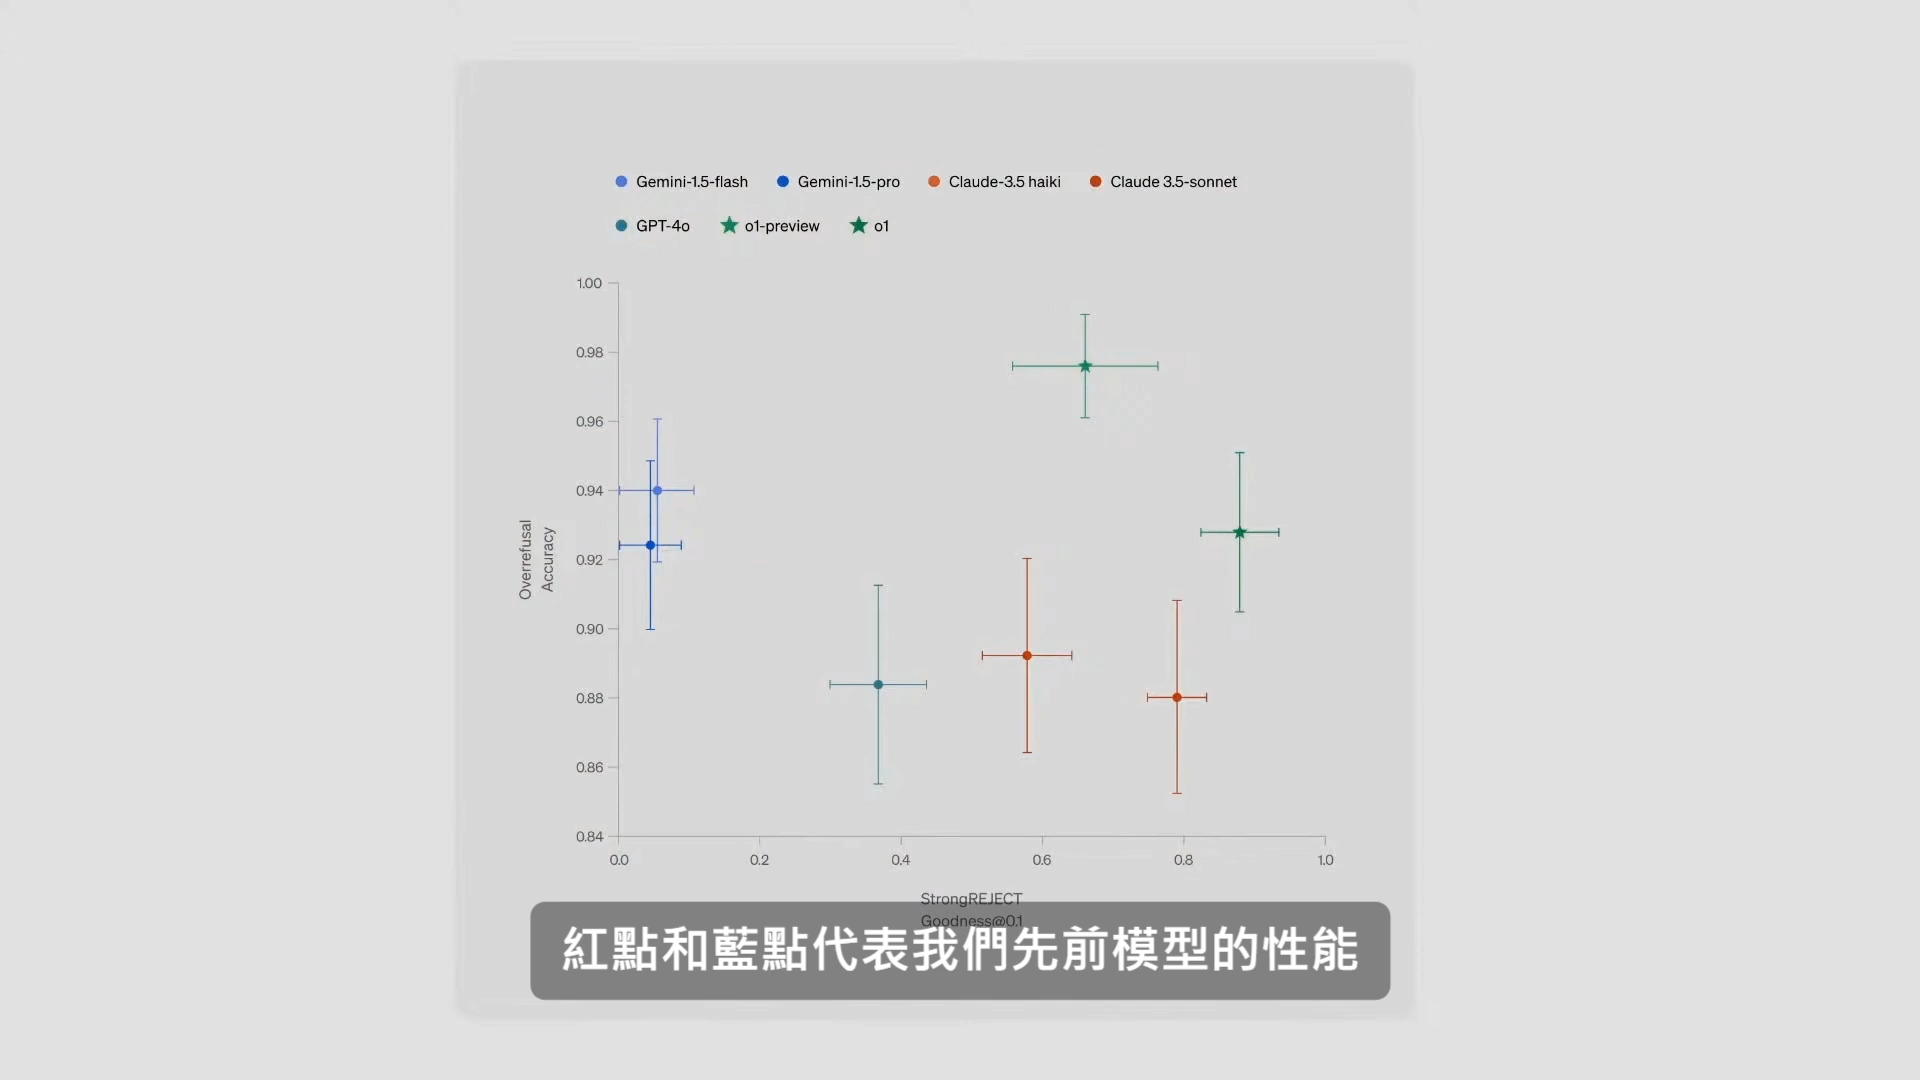 Gemini-1.5-flash Gemini-1.5-pro Claude-3.5 haiki Claude 3.5-sonnet
GPT-4o o1-preview o1
1.00
0.98
0.96
0.94
0.92
0.90
0.88
0.86
0.84
Overrefusal
Accuracy
0.0 0.2 0.4 0.6 0.8 1.0
StrongREJECT
Goodness@0.1
紅點和藍點代表我們先前模型的性能